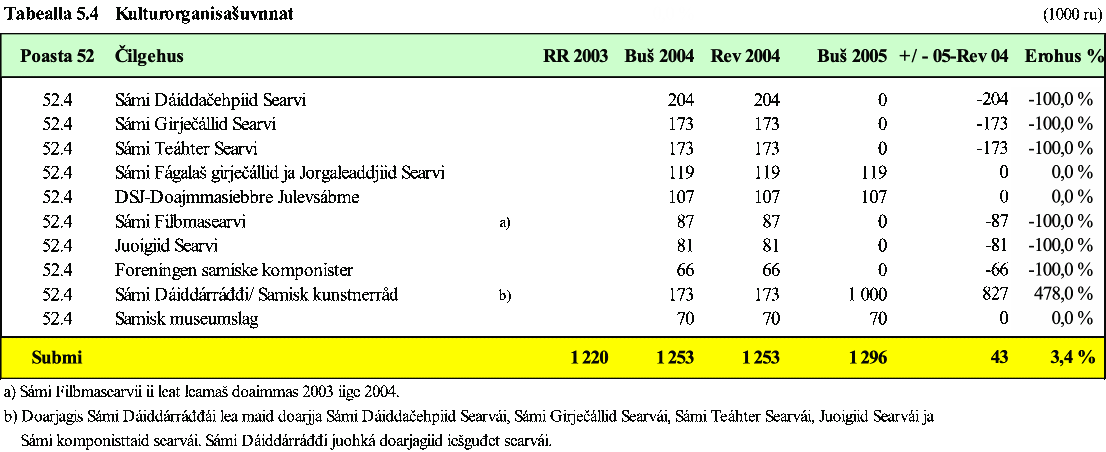 Tabealla 5.4 Kulturorganisašuvnnat (1000 ru)
Poasta 52 Čilgehus RR 2003 Buš 2004 Rev 2004 Buš 2005 +/ - 05-Rev 04 Erohus %
52.4 Sámi Dáiddačehpiid Searvi 204 204 0 -204 -100,0 %
52.4 Sámi Girječállid Searvi 173 173 0 -173 -100,0 %
52.4 Sámi Teáhter Searvi 173 173 0 -173 -100,0 %
52.4 Sámi Fágalaš girječállid ja Jorgaleaddjiid Searvi 119 119 119 0 0,0 %
52.4 DSJ-Doajmmasiebbre Julevsábme 107 107 107 0 0,0 %
52.4 Sámi Filbmasearvi a) 87 87 0 -87 -100,0 %
52.4 Juoigiid Searvi 81 81 0 -81 -100,0 %
52.4 Foreningen samiske komponister 66 66 0 -66 -100,0 %
52.4 Sámi Dáiddárráđđi/ Samisk kunstnerråd b) 173 173 1 000 827 478,0 %
52.4 Samisk museumslag 70 70 70 0 0,0 %
Submi 1 220 1 253 1 253 1 296 43 3,4 %
a) Sámi Filbmasearvii ii leat leamaš doaimmas 2003 iige 2004.
b) Doarjagis Sámi Dáiddárráđđái lea maid doarjja Sámi Dáiddačehpiid Searvái, Sámi Girječállid Searvái, Sámi Teáhter Searvái, Juoigiid Searvái ja
Sámi komponisttaid searvái. Sámi Dáiddárráđđi juohká doarjagiid iešguđet searvái.